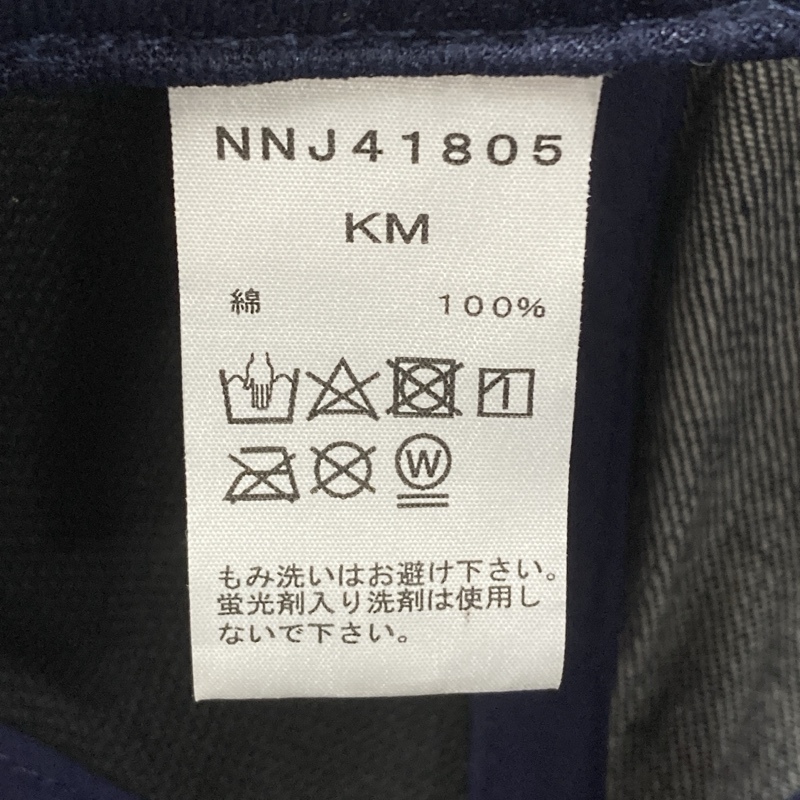 NNJ41805
KM
綿 100%
W
もみ洗いはお避け下さい。
蛍光剤入り洗剤は使用し
ないで下さい。